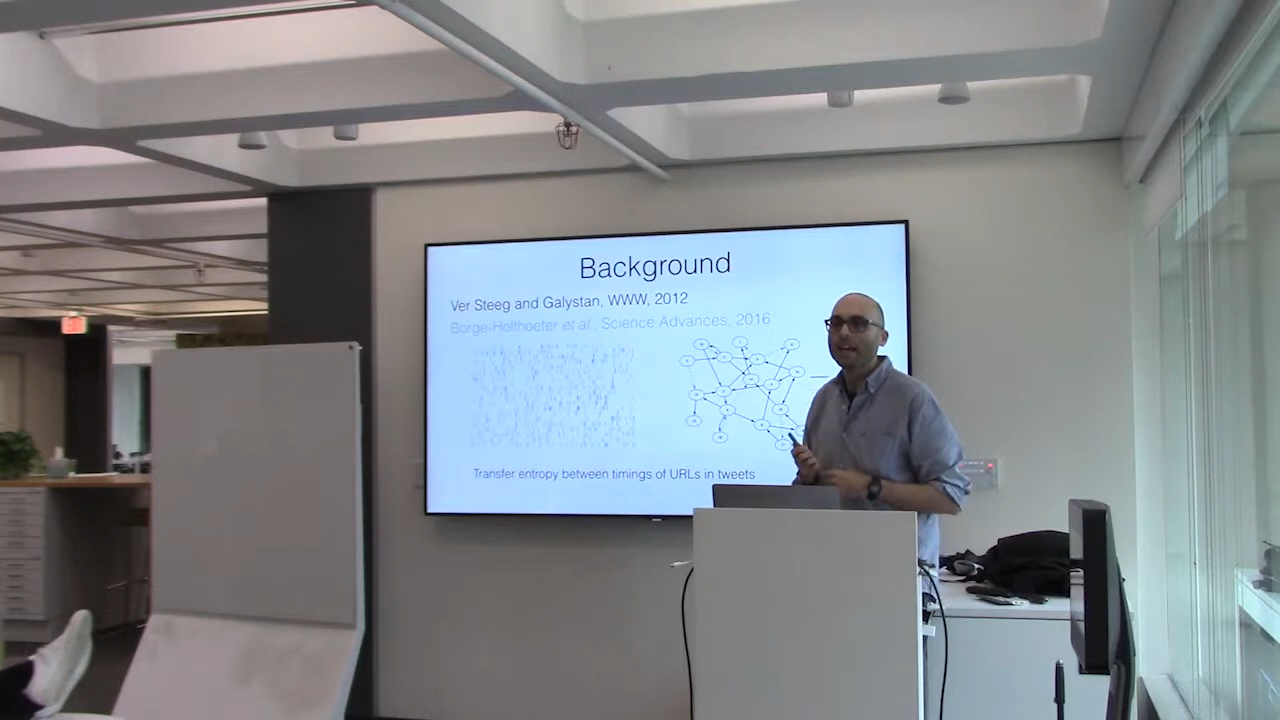 Background
Ver Steeg and Galystan, WWW, 2012
Borge-Holthoefer et al., Science Advances, 2016
Transfer entropy between timings of URLs in tweets